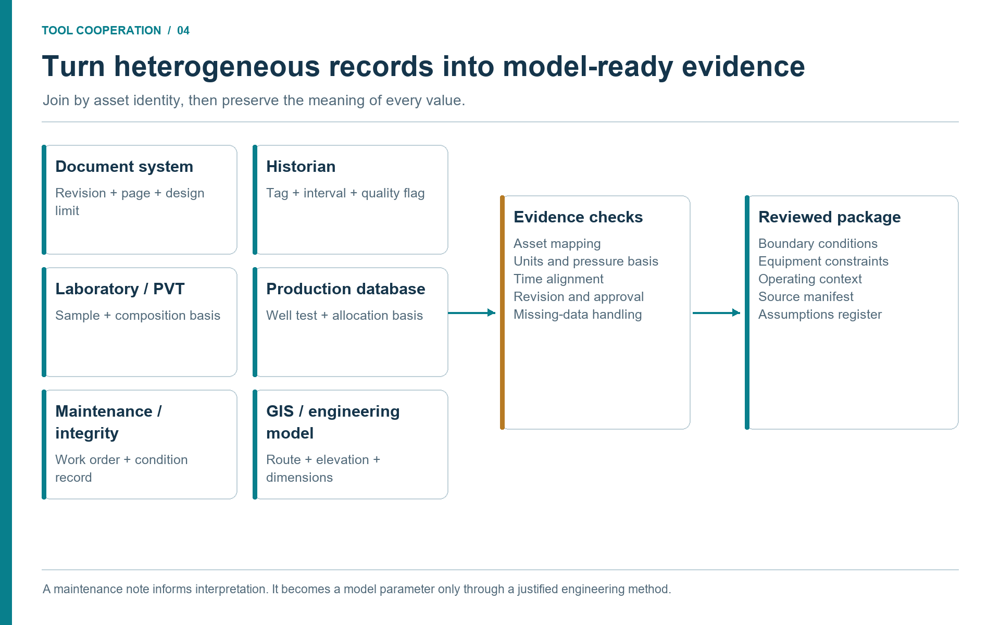 TOOL COOPERATION / 04
Turn heterogeneous records into model-ready evidence
Join by asset identity, then preserve the meaning of every value.
Document system
Revision + page + design
limit
Historian
Tag + interval + quality flag
Laboratory / PVT
Sample + composition basis
Production database
Well test + allocation basis
Maintenance /
integrity
Work order + condition
record
GIS / engineering
model
Route + elevation +
dimensions
Evidence checks
Asset mapping
Units and pressure basis
Time alignment
Revision and approval
Missing-data handling
Reviewed package
Boundary conditions
Equipment constraints
Operating context
Source manifest
Assumptions register
A maintenance note informs interpretation. It becomes a model parameter only through a justified engineering method.